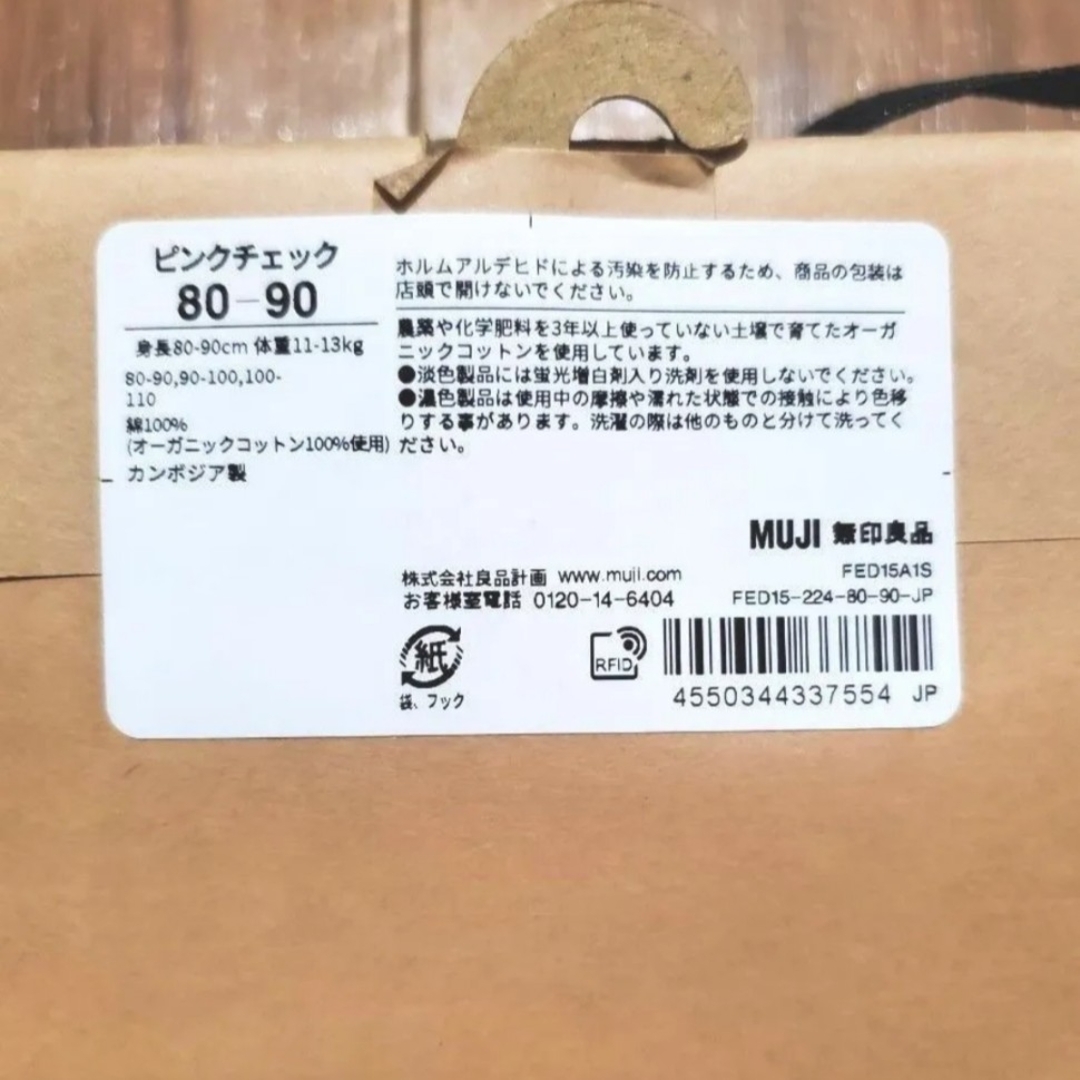 ピンクチェック
80-90
身長80-90cm 体重11-13kg
80-90,90-100,100-
110
綿100%
(オーガニックコットン100%使用)
カンボジア製
ホルムアルデヒドによる汚染を防止するため、商品の包装は
店頭で開けないでください。
農薬や化学肥料を3年以上使っていない土壌で育てたオーガ
ニックコットンを使用しています。
●淡色製品には蛍光増白剤入り洗剤を使用しないでください。
●濃色製品は使用中の摩擦や濡れた状態での接触により色移
りする事があります。洗濯の際は他のものと分けて洗ってく
ださい。
MUJI 無印良品
FED15A1S
株式会社良品計画 www.muji.com
お客様室電話 0120-14-6404
FED15-224-80-90-JP
紙
袋、フック
RFID
4550344337554 JP